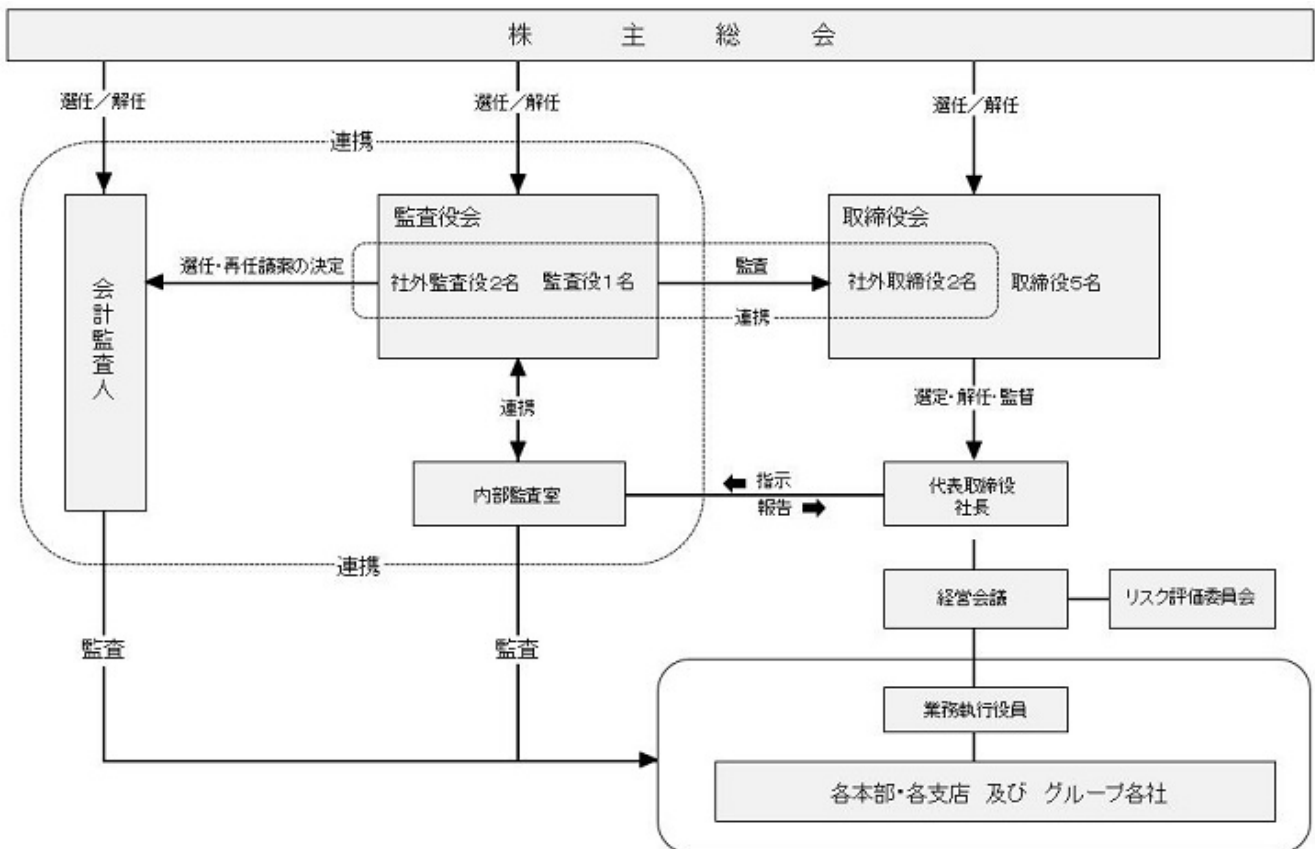 株主総会
選任／解任
選任／解任
選任／解任
連携
監査役会
取締役会
選任・再任議案の決定
社外監査役2名
監査役1名
監査
社外取締役2名
取締役5名
連携
会計監査人
選定・解任・監督
連携
内部監査室
指示
報告
代表取締役
社長
連携
経営会議
リスク評価委員会
監査
監査
業務執行役員
各本部・各支店 及び グループ各社